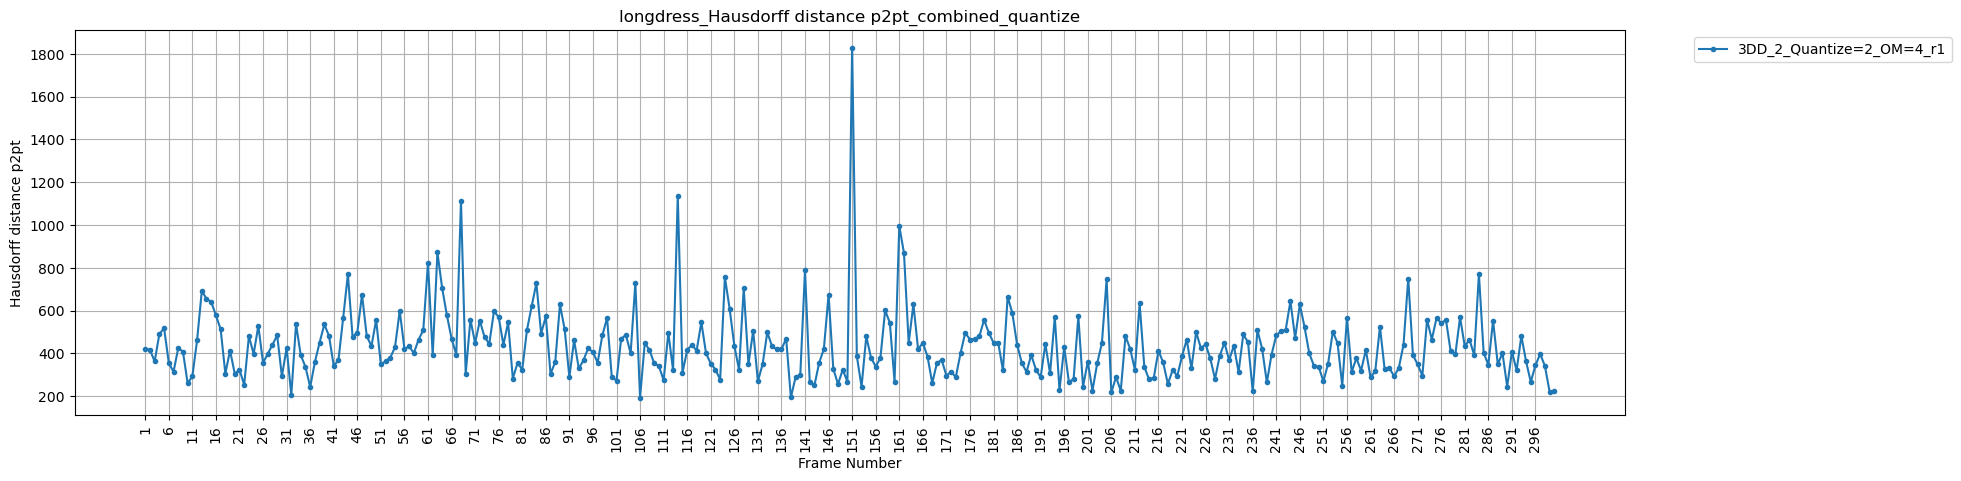 longdress_Hausdorff distance p2pt_combined_quantize
3DD_2_Quantize=2_OM=4_r1
Hausdorff distance p2pt
1800
1600
1400
1200
1000
800
600
400
200
1 6 11 16 21 26 31 36 41 46 51 56 61 66 71 76 81 86 91 96 101 106 111 116 121 126 131 136 141 146 151 156 161 166 171 176 181 186 191 196 201 206 211 216 221 226 231 236 241 246 251 256 261 266 271 276 281 286 291 296
Frame Number